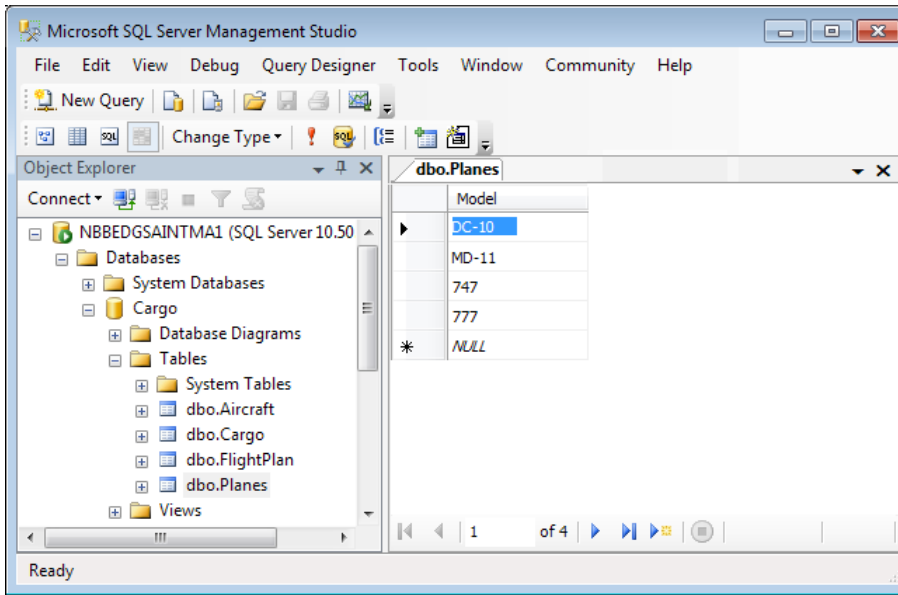 Microsoft SQL Server Management Studio
File Edit View Debug Query Designer Tools Window Community Help
New Query
SQL Change Type SQL
Object Explorer
Connect
NBBEDGSAINTMA1 (SQL Server 10.50
Databases
System Databases
Cargo
Database Diagrams
Tables
System Tables
dbo.Aircraft
dbo.Cargo
dbo.FlightPlan
dbo.Planes
Views
dbo.Planes
Model
DC-10
MD-11
747
777
NULL
1 of 4
Ready